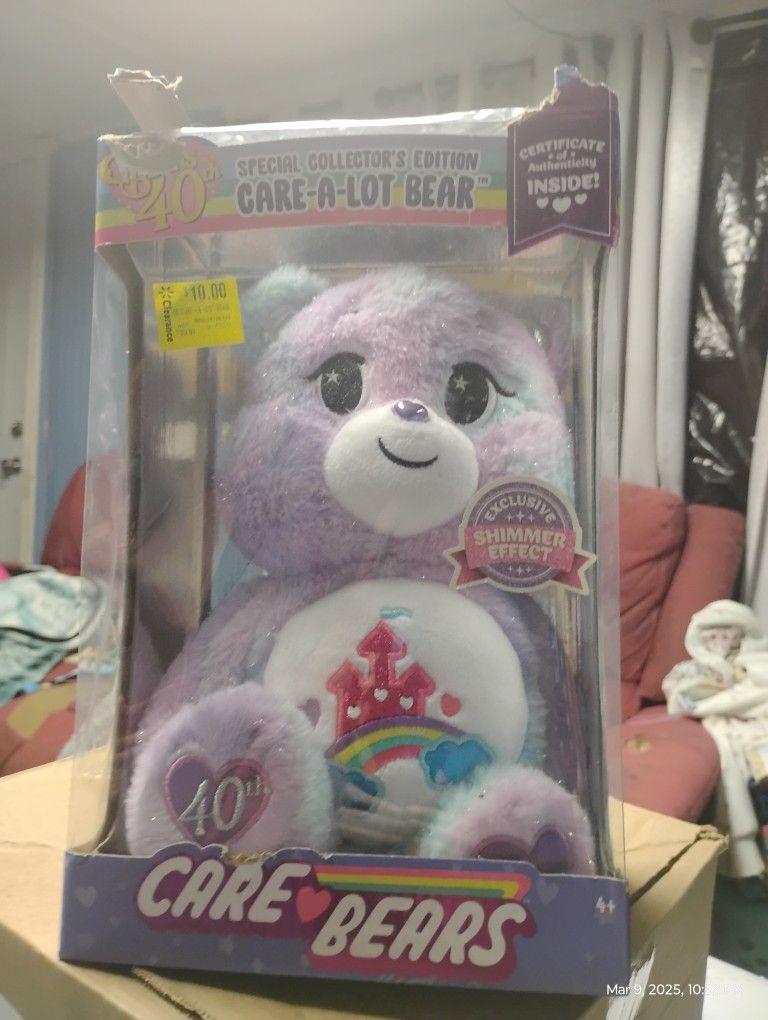 40th
SPECIAL COLLECTOR'S EDITION
CARE-A-LOT BEAR™
CERTIFICATE
of
Authenticity
INSIDE!
$10.00
Clearance
EXCLUSIVE
SHIMMER
EFFECT
40th
CARE BEARS
4+
Mar 9, 2025,